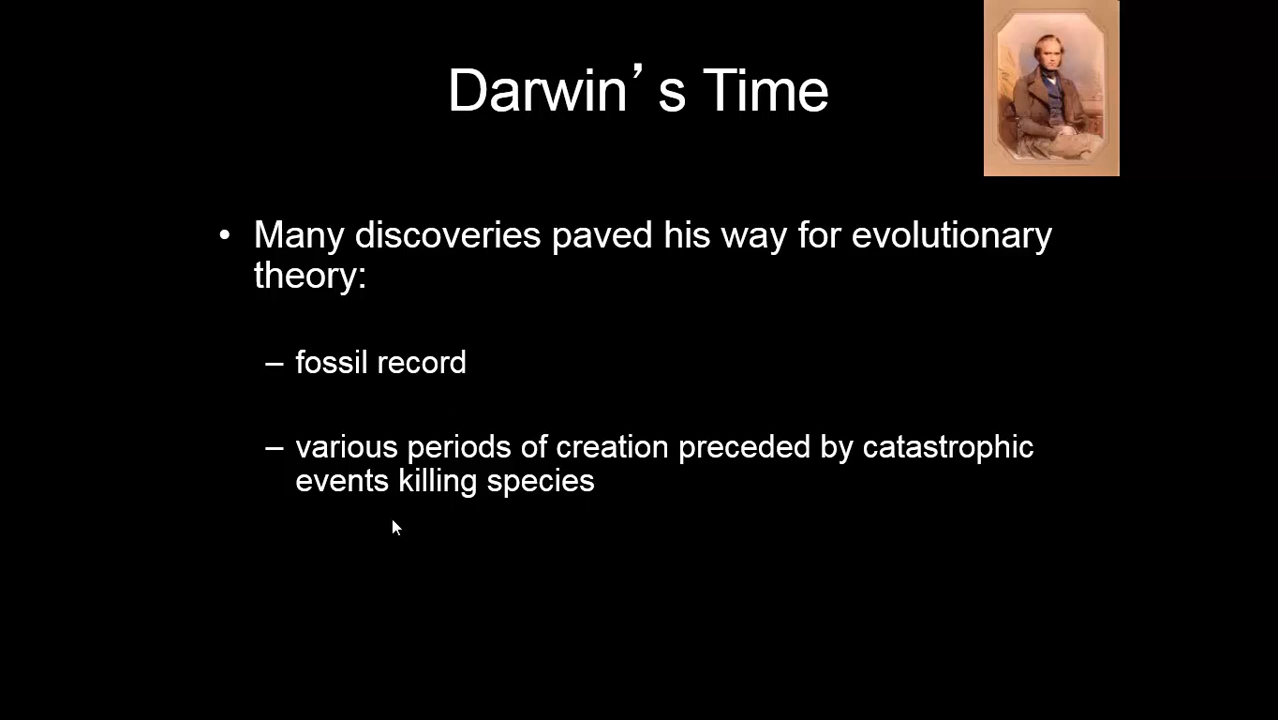 Darwin’s Time
• Many discoveries paved his way for evolutionary
theory:
– fossil record
– various periods of creation preceded by catastrophic
events killing species